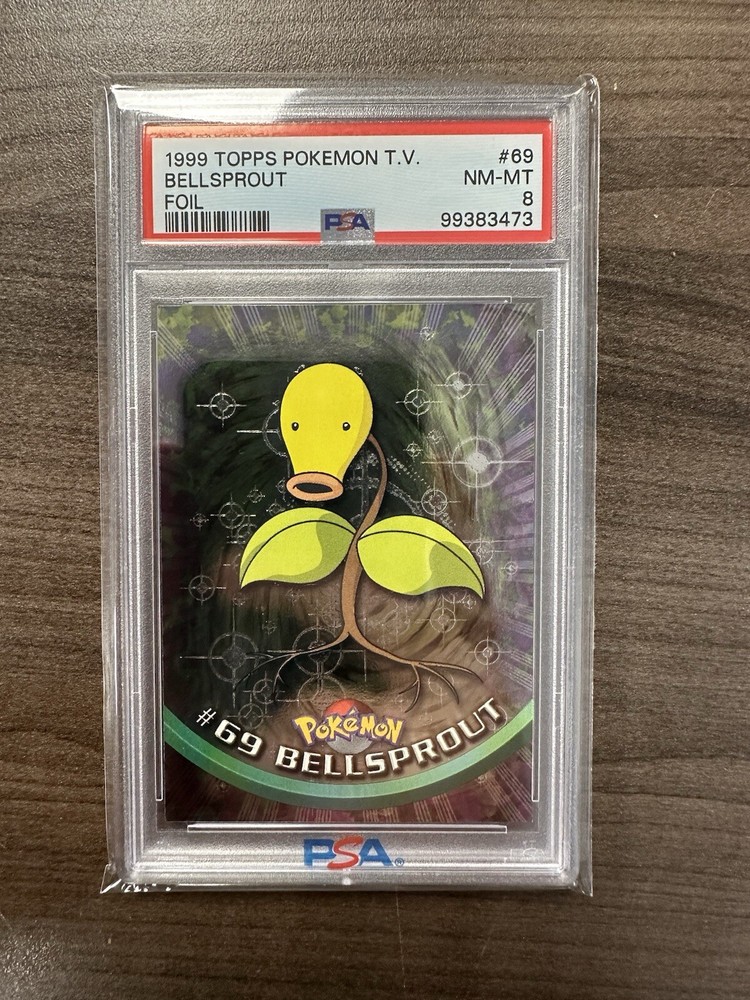 1999 TOPPS POKEMON T.V. #69
BELLSPROUT NM-MT
FOIL 8
PSA 99383473
POKéMON
#69 BELLSPROUT
PSA®